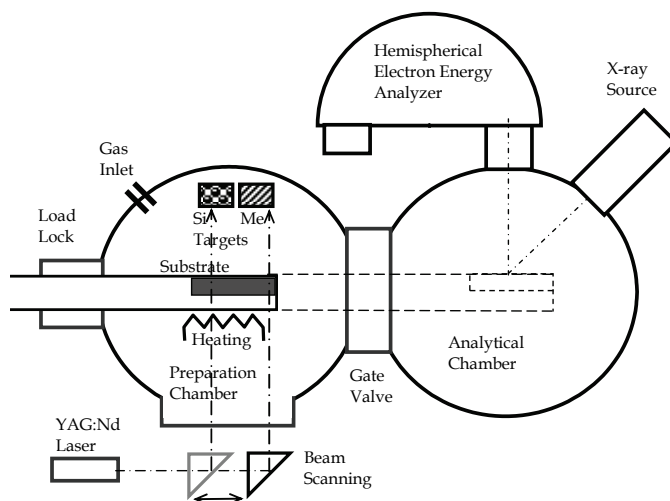 Hemispherical
Electron Energy
Analyzer
X-ray
Source
Gas
Inlet
Load
Lock
Si Me
Targets
Substrate
Heating
Preparation
Chamber
Gate
Valve
Analytical
Chamber
YAG:Nd
Laser
Beam
Scanning